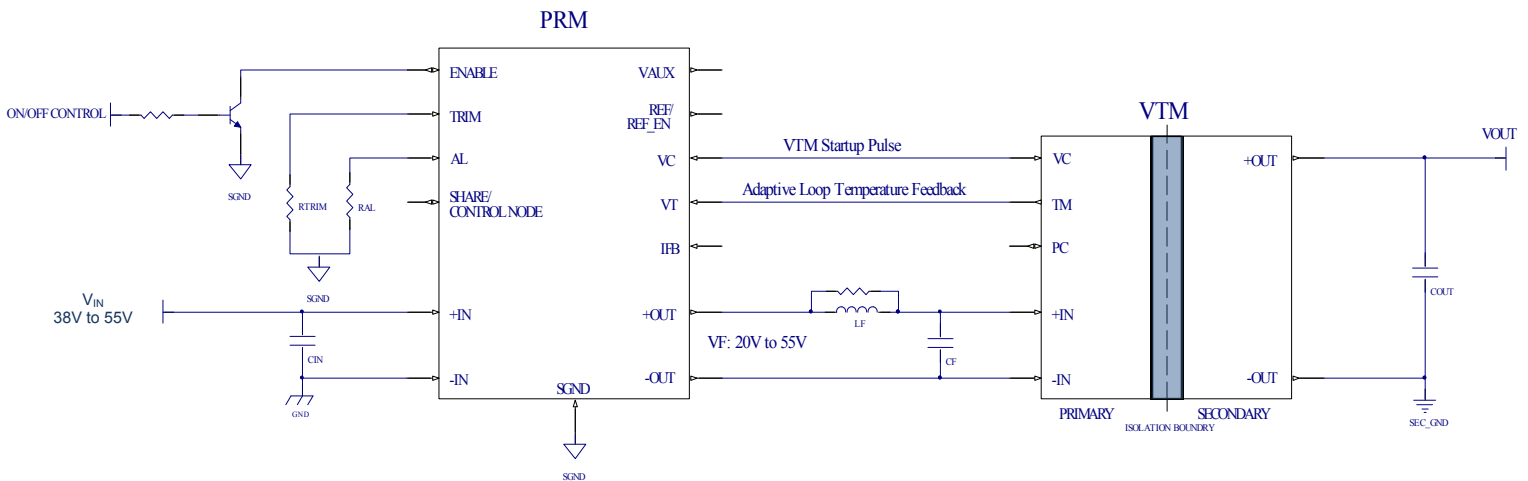 PRM
ENABLE
VAUX
ON/OFF CONTROL
TRIM
REF/
REF_EN
VTM
VOUT
AL
VC
VTM Startup Pulse
VC
+OUT
SGND
RTRIM
RAL
SHARE/
CONTROL NODE
VT
Adaptive Loop Temperature Feedback
TM
IFB
PC
SGND
COUT
VIN
38V to 55V
+IN
+OUT
LF
+IN
VF: 20V to 55V
CIN
CF
-IN
-OUT
-IN
-OUT
SGND
GND
PRIMARY
SECONDARY
ISOLATION BOUNDRY
SEC_GND
SGND